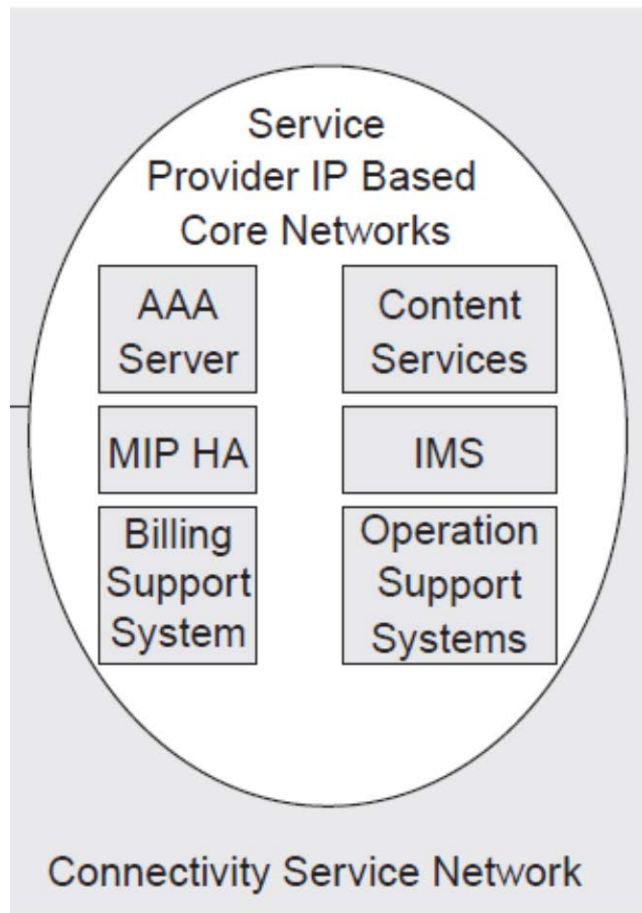 Service
Provider IP Based
Core Networks
AAA
Server
Content
Services
MIP HA
IMS
Billing
Support
System
Operation
Support
Systems
Connectivity Service Network